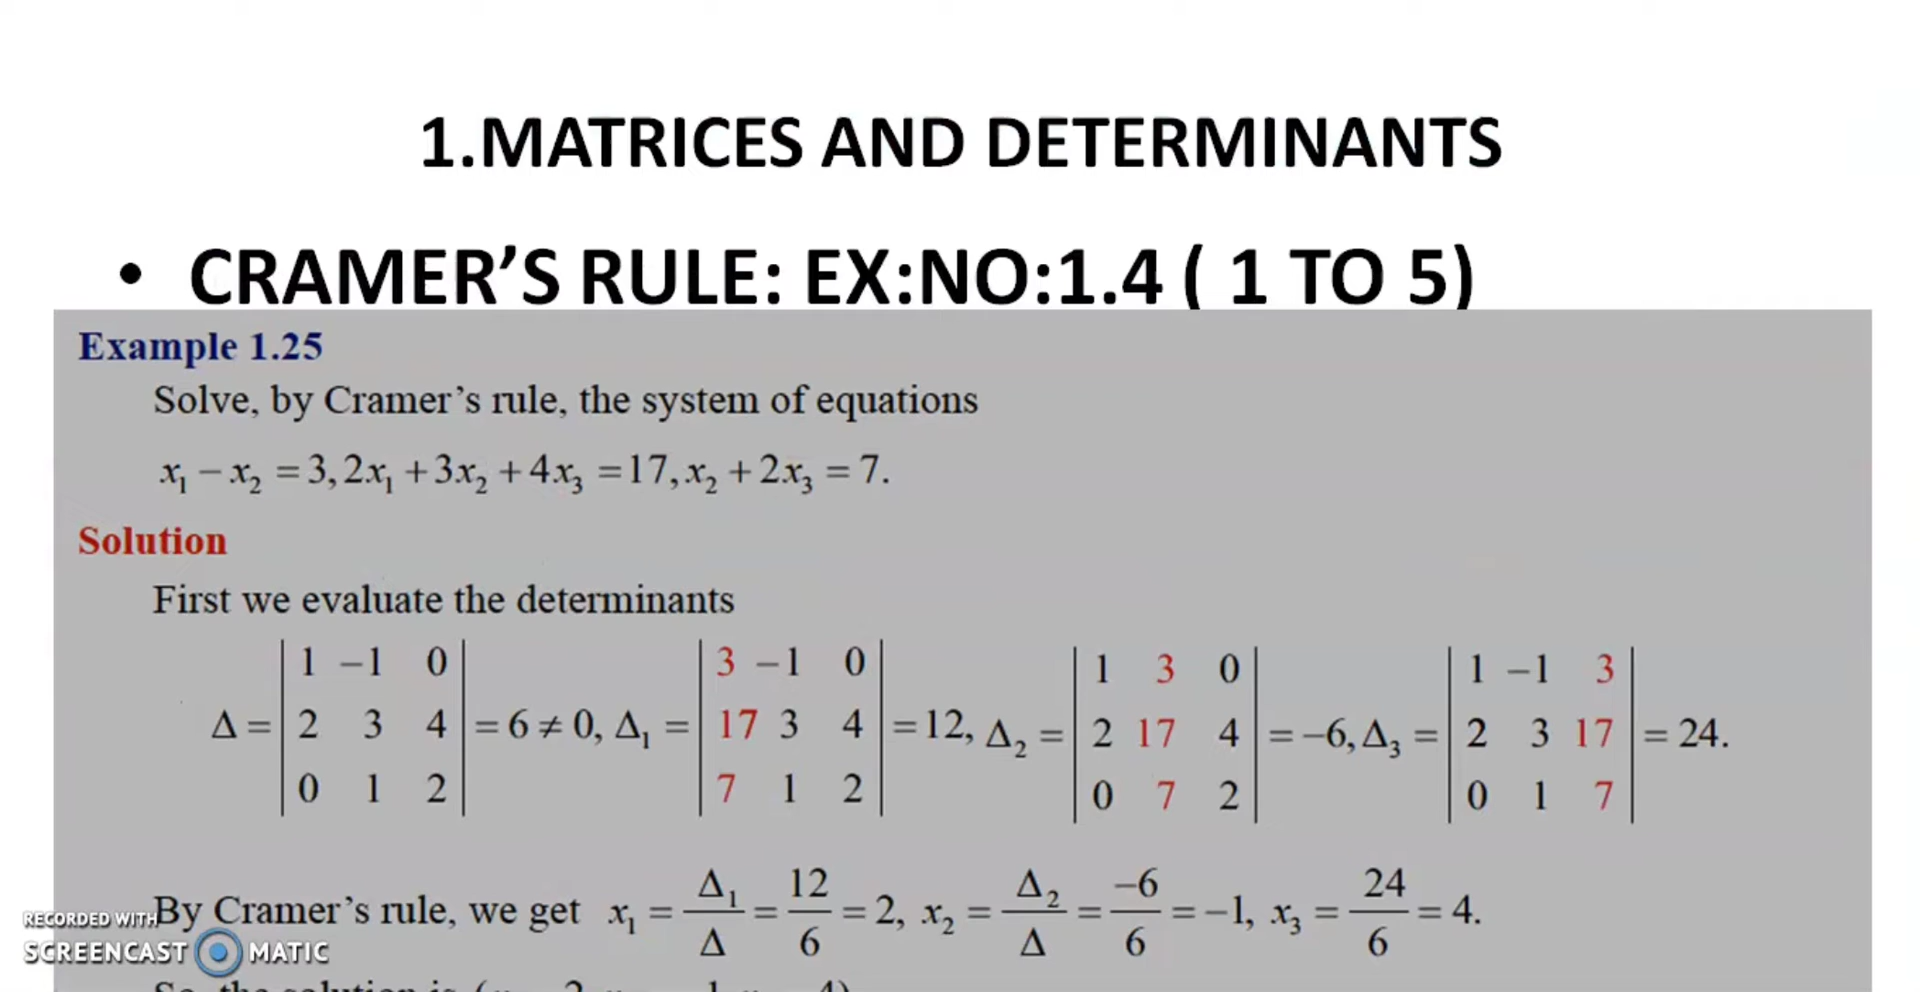 1.MATRICES AND DETERMINANTS
• CRAMER’S RULE: EX:NO:1.4 ( 1 TO 5)
Example 1.25
Solve, by Cramer’s rule, the system of equations
x₁ − x₂ = 3, 2x₁ + 3x₂ + 4x₃ = 17, x₂ + 2x₃ = 7.
Solution
First we evaluate the determinants
Δ = | 1 −1 0 ; 2 3 4 ; 0 1 2 | = 6 ≠ 0, Δ₁ = | 3 −1 0 ; 17 3 4 ; 7 1 2 | = 12, Δ₂ = | 1 3 0 ; 2 17 4 ; 0 7 2 | = −6, Δ₃ = | 1 −1 3 ; 2 3 17 ; 0 1 7 | = 24.
By Cramer’s rule, we get x₁ = Δ₁/Δ = 12/6 = 2, x₂ = Δ₂/Δ = −6/6 = −1, x₃ = 24/6 = 4.
RECORDED WITH
SCREENCAST MATIC
So, the solution is